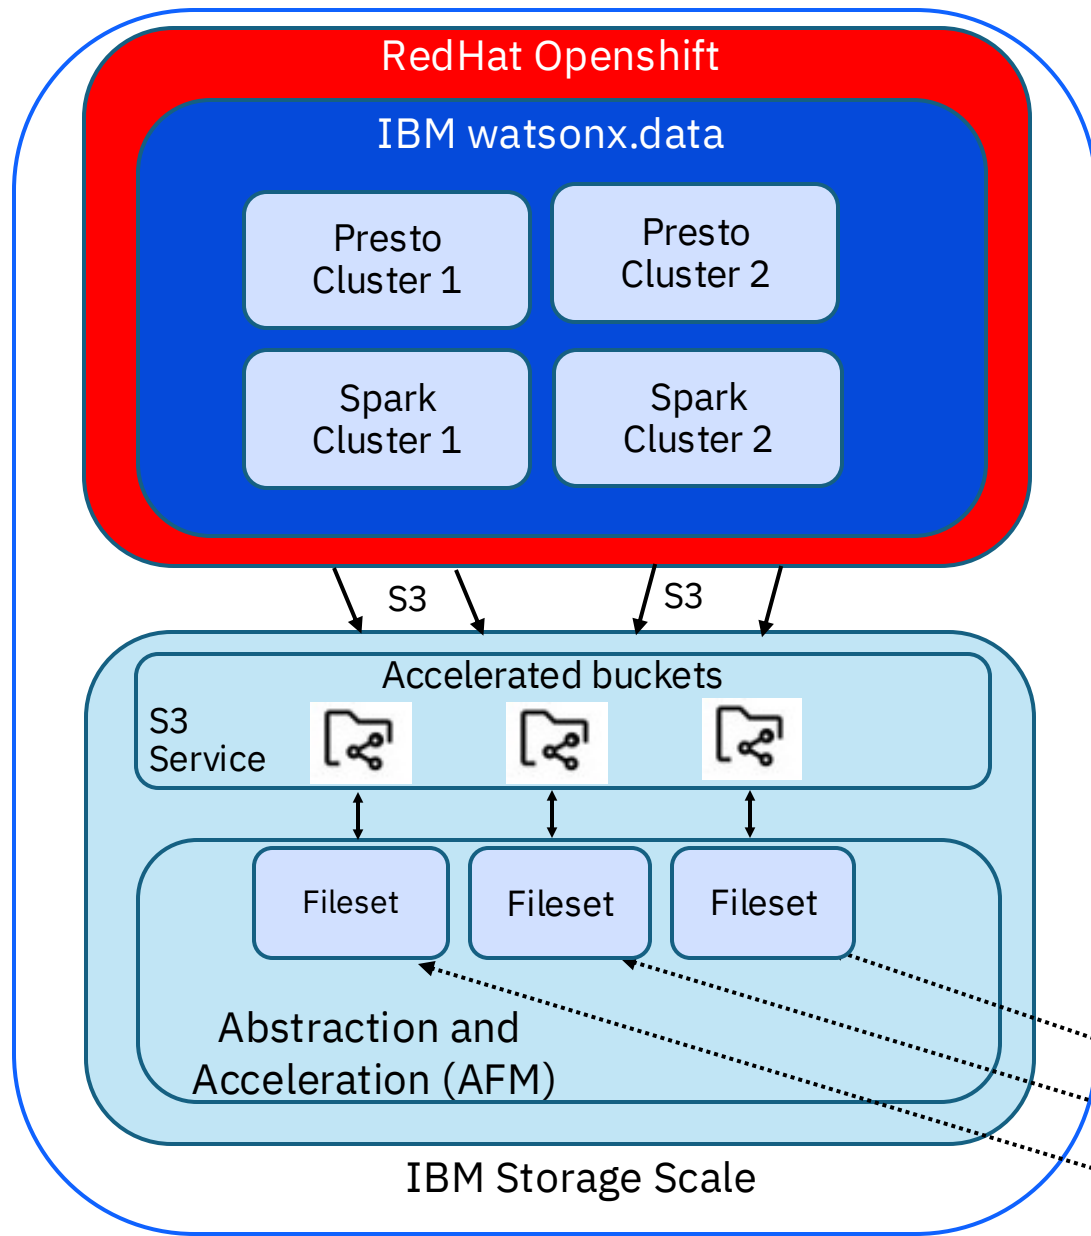 RedHat Openshift
IBM watsonx.data
Presto
Cluster 1
Presto
Cluster 2
Spark
Cluster 1
Spark
Cluster 2
S3
S3
Accelerated buckets
S3
Service
Fileset
Fileset
Fileset
Abstraction and
Acceleration (AFM)
IBM Storage Scale